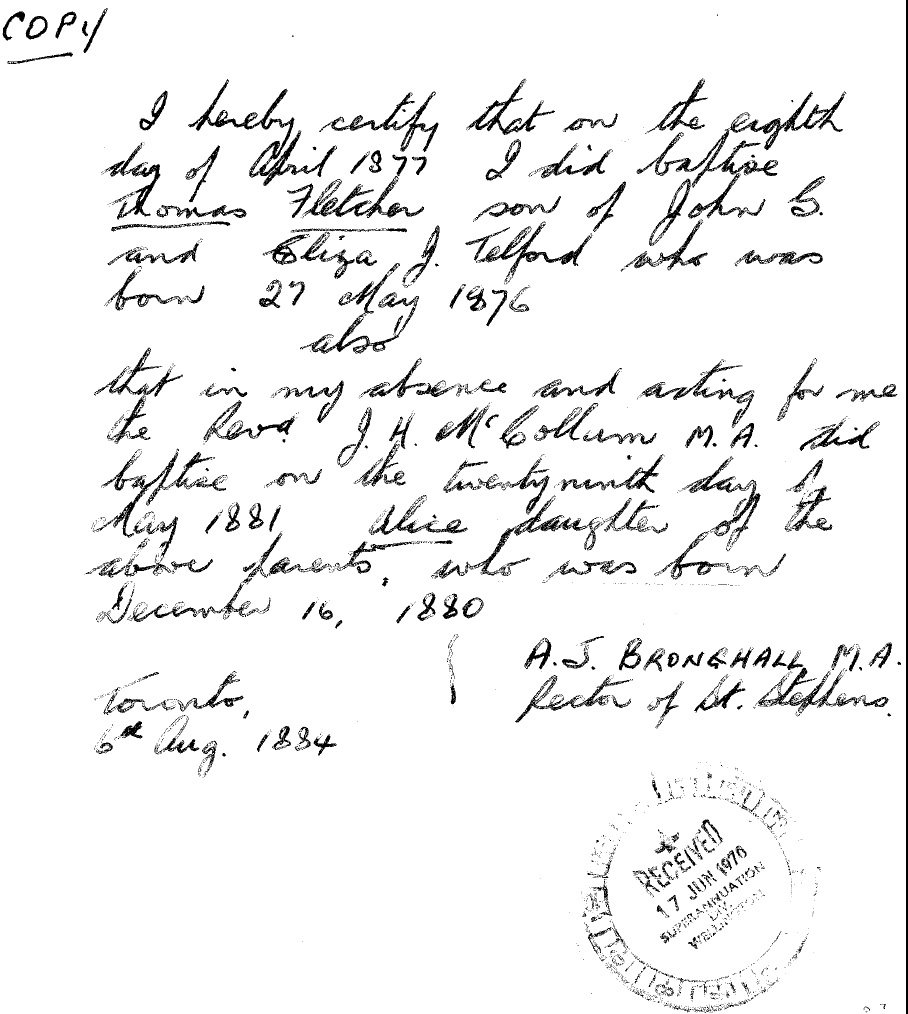 COPY
I hereby certify that on the eighth
day of April 1877 I did baptise
Thomas Fletcher son of John G.
and Eliza J. Telford who was
born 27 May 1876
also
that in my absence and acting for me
the Revd J. H. McCollum M.A. did
baptise on the twentyninth day of
May 1881 Alice daughter of the
above parents, who was born
December 16, 1880
A.J. BRONGHALL M.A.
Rector of St. Stephens.
Toronto,
6th Aug. 1884
RECEIVED
17 JUN 1976
SUPERANNUATION
DIV.
WELLINGTON